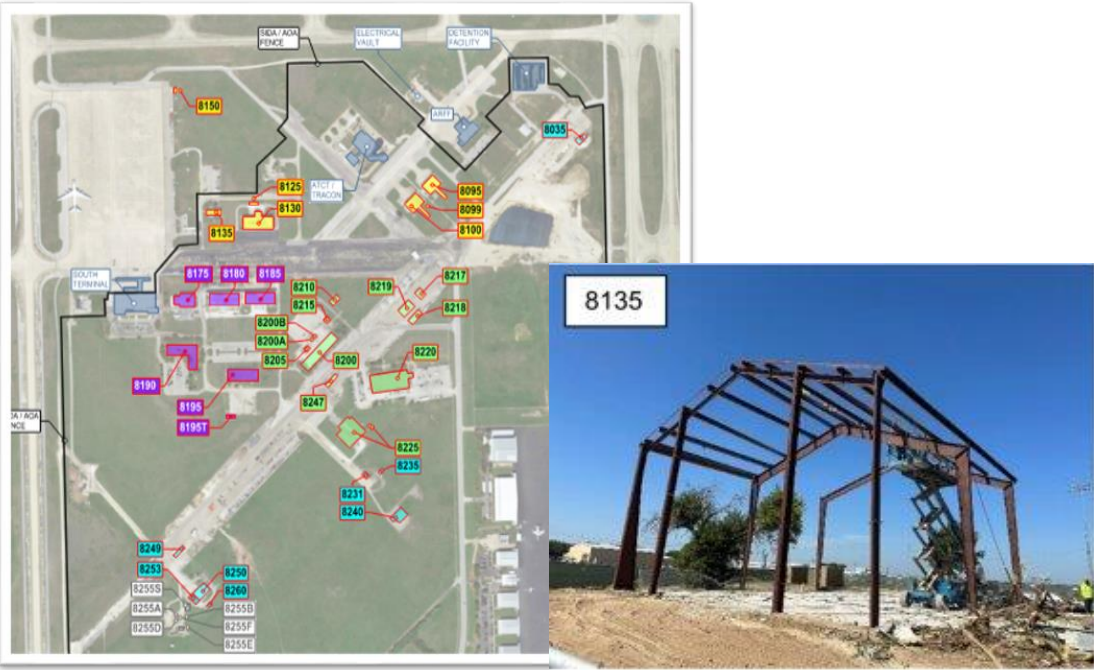 SIDA / AOA
FENCE
ELECTRICAL
VAULT
DETENTION
FACILITY
8150
ARFF
8035
ATCT /
TRACON
8125
8130
8135
8095
8099
8100
SOUTH
TERMINAL
8175
8180
8185
8210
8215
8219
8217
8218
8200B
8200A
8205
8200
8220
8190
8195
8195T
8247
DA / AOA
NCE
8225
8235
8231
8240
8249
8253
8250
8260
8255S
8255A
8255D
8255B
8255F
8255E
8135